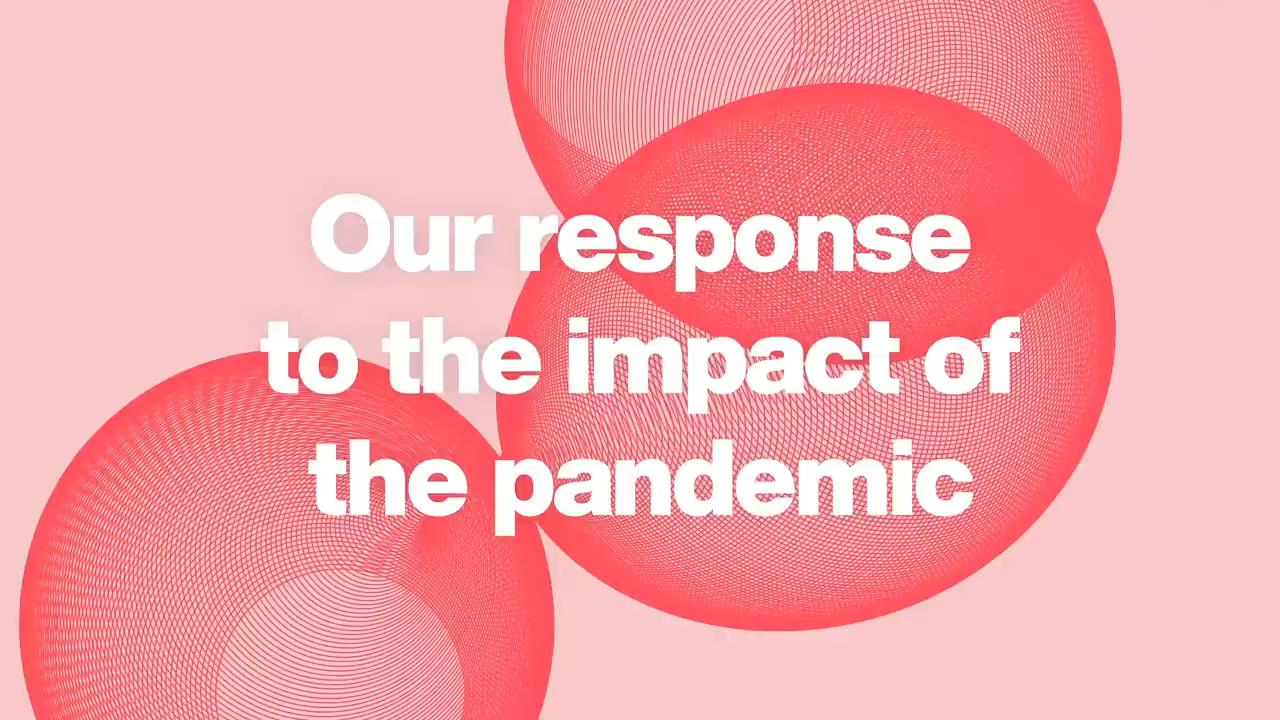 Our response
to the impact of
the pandemic